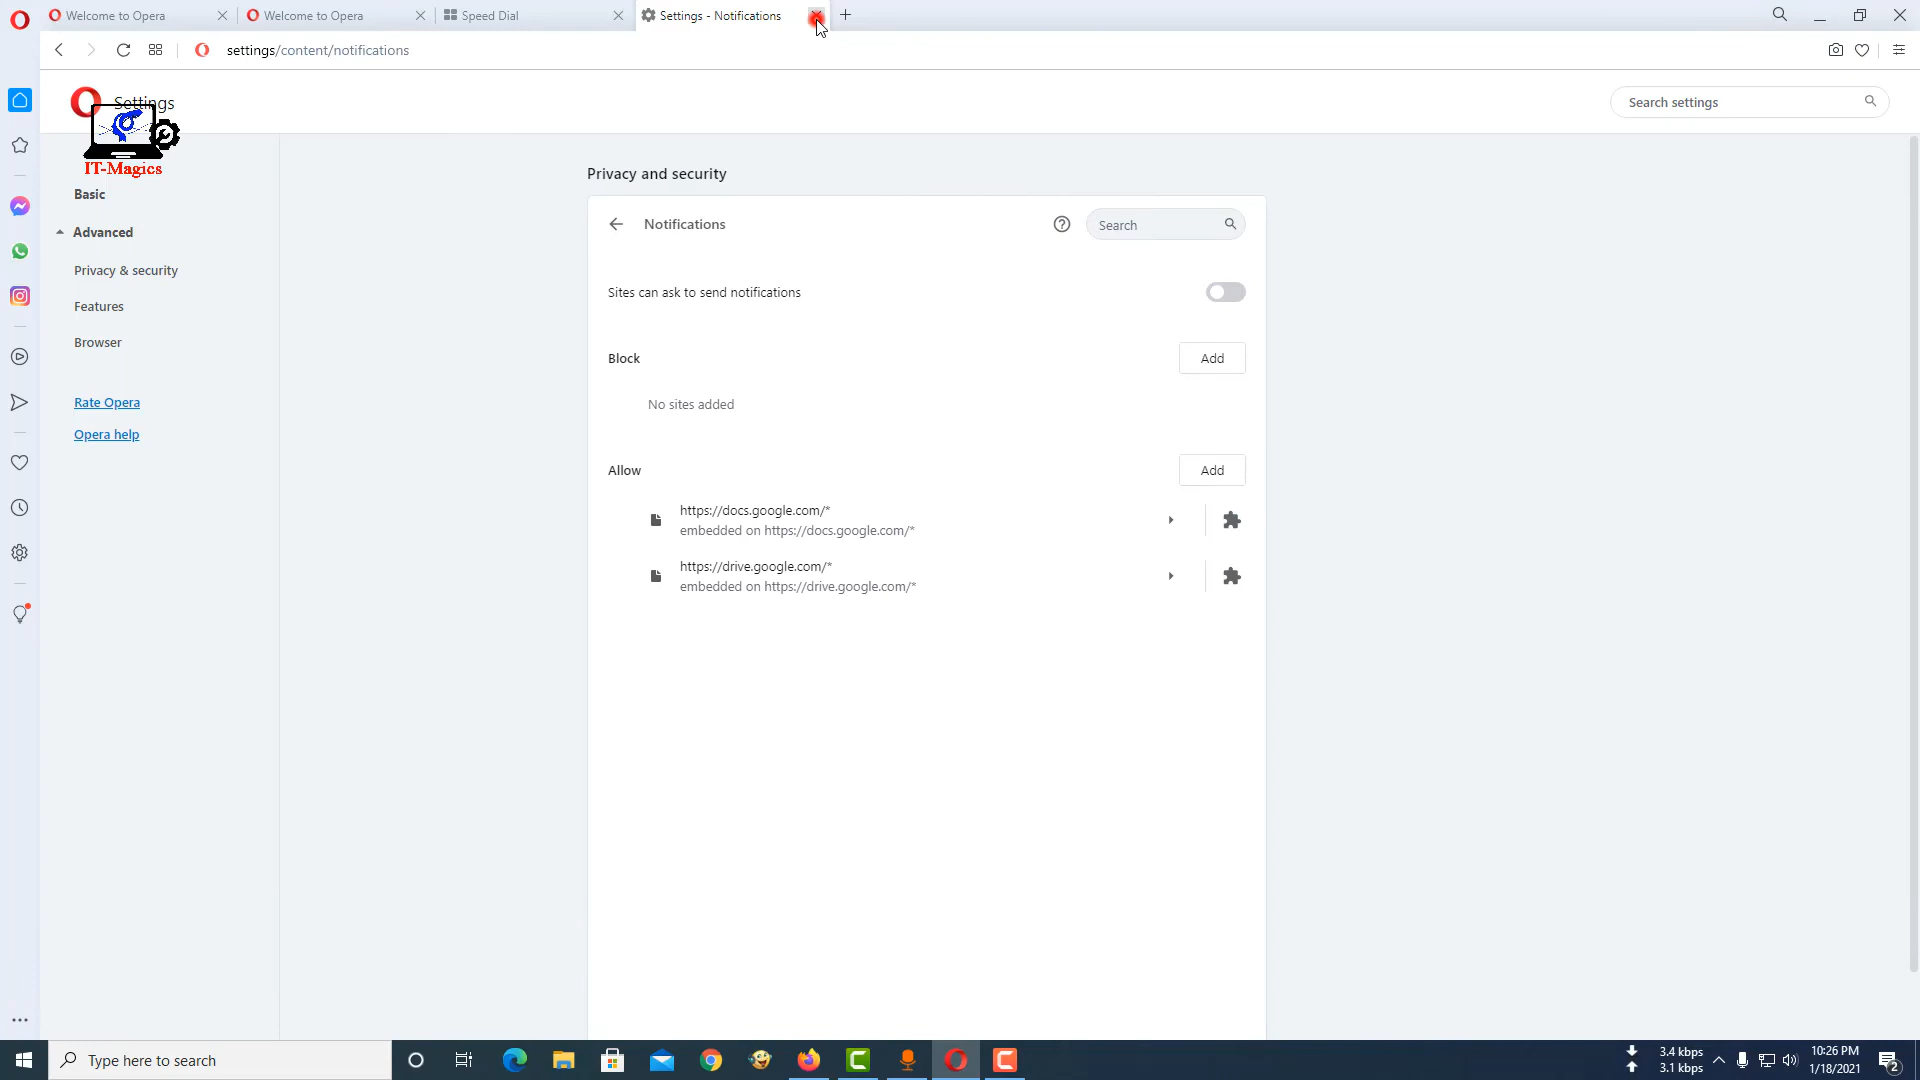 Welcome to Opera
Welcome to Opera
Speed Dial
Settings - Notifications
settings/content/notifications
Settings
Search settings
IT-Magics
Basic
Advanced
Privacy & security
Features
Browser
Rate Opera
Opera help
Privacy and security
Notifications
Search
Sites can ask to send notifications
Block
Add
No sites added
Allow
Add
https://docs.google.com/*
embedded on https://docs.google.com/*
https://drive.google.com/*
embedded on https://drive.google.com/*
Type here to search
3.4 kbps
3.1 kbps
10:26 PM
1/18/2021
2